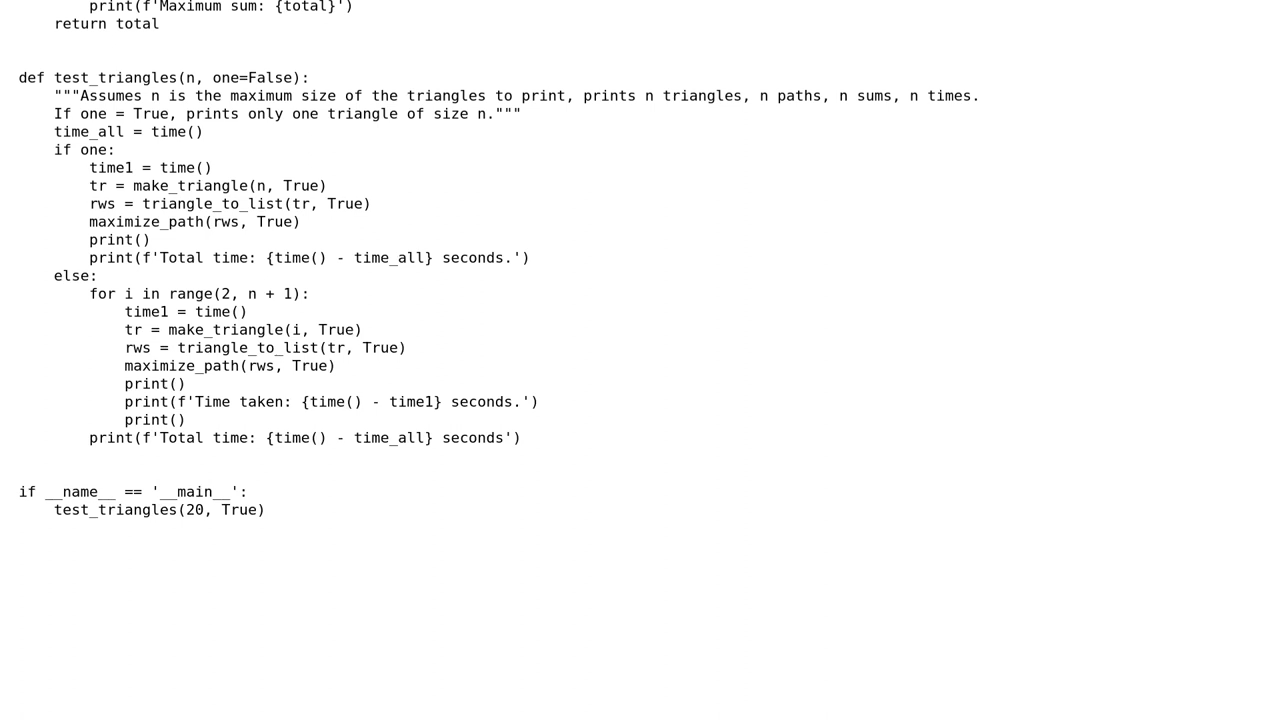 print(f'Maximum sum: {total}')
return total
def test_triangles(n, one=False):
"""Assumes n is the maximum size of the triangles to print, prints n triangles, n paths, n sums, n times.
If one = True, prints only one triangle of size n."""
time_all = time()
if one:
time1 = time()
tr = make_triangle(n, True)
rws = triangle_to_list(tr, True)
maximize_path(rws, True)
print()
print(f'Total time: {time() - time_all} seconds.')
else:
for i in range(2, n + 1):
time1 = time()
tr = make_triangle(i, True)
rws = triangle_to_list(tr, True)
maximize_path(rws, True)
print()
print(f'Time taken: {time() - time1} seconds.')
print()
print(f'Total time: {time() - time_all} seconds')
if __name__ == '__main__':
test_triangles(20, True)